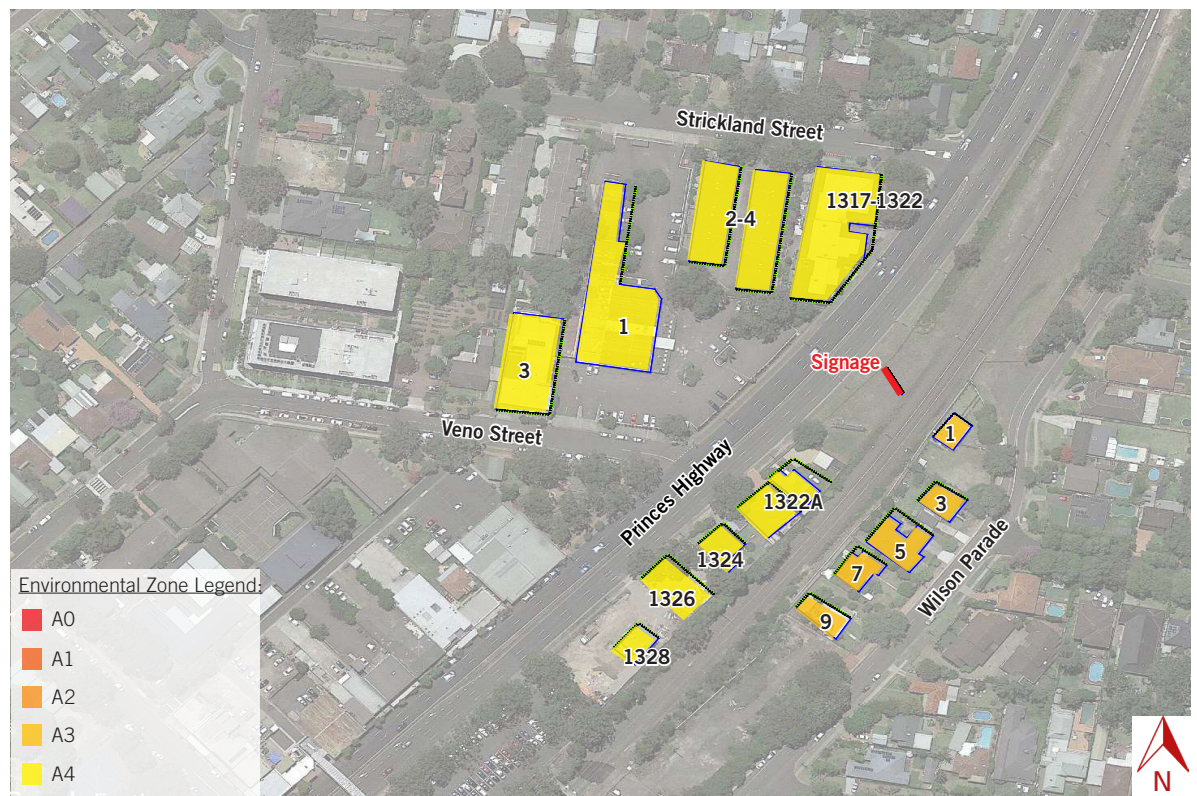 Strickland Street
1317-1322
2-4
1
3
Signage
Veno Street
Princes Highway
1
1322A
3
1324
5
7
Wilson Parade
1326
9
1328
Environmental Zone Legend:
A0
A1
A2
A3
A4
N